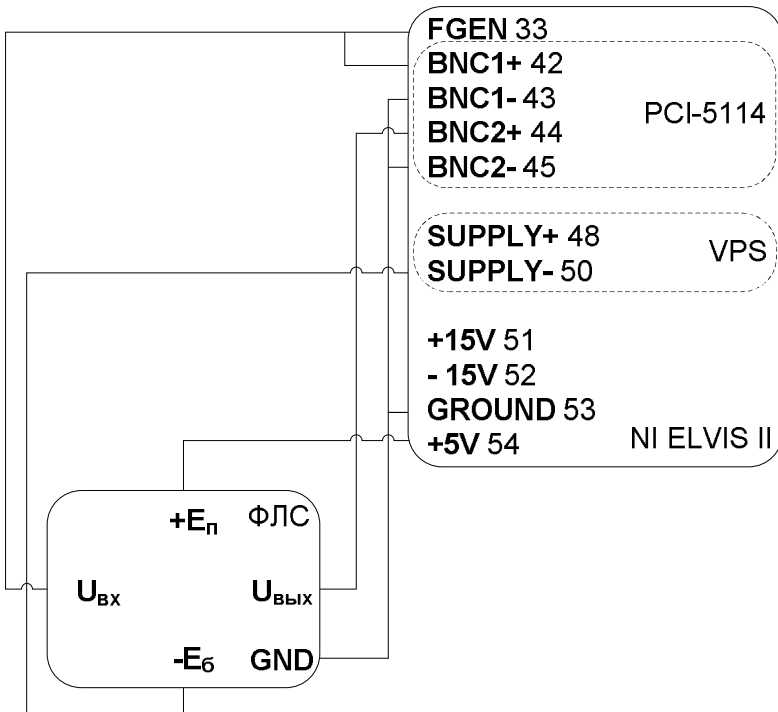 FGEN 33
BNC1+ 42
BNC1- 43
PCI-5114
BNC2+ 44
BNC2- 45
SUPPLY+ 48
VPS
SUPPLY- 50
+15V 51
- 15V 52
GROUND 53
+5V 54
NI ELVIS II
+Eп
ФЛС
Uвх
Uвых
-Eб
GND